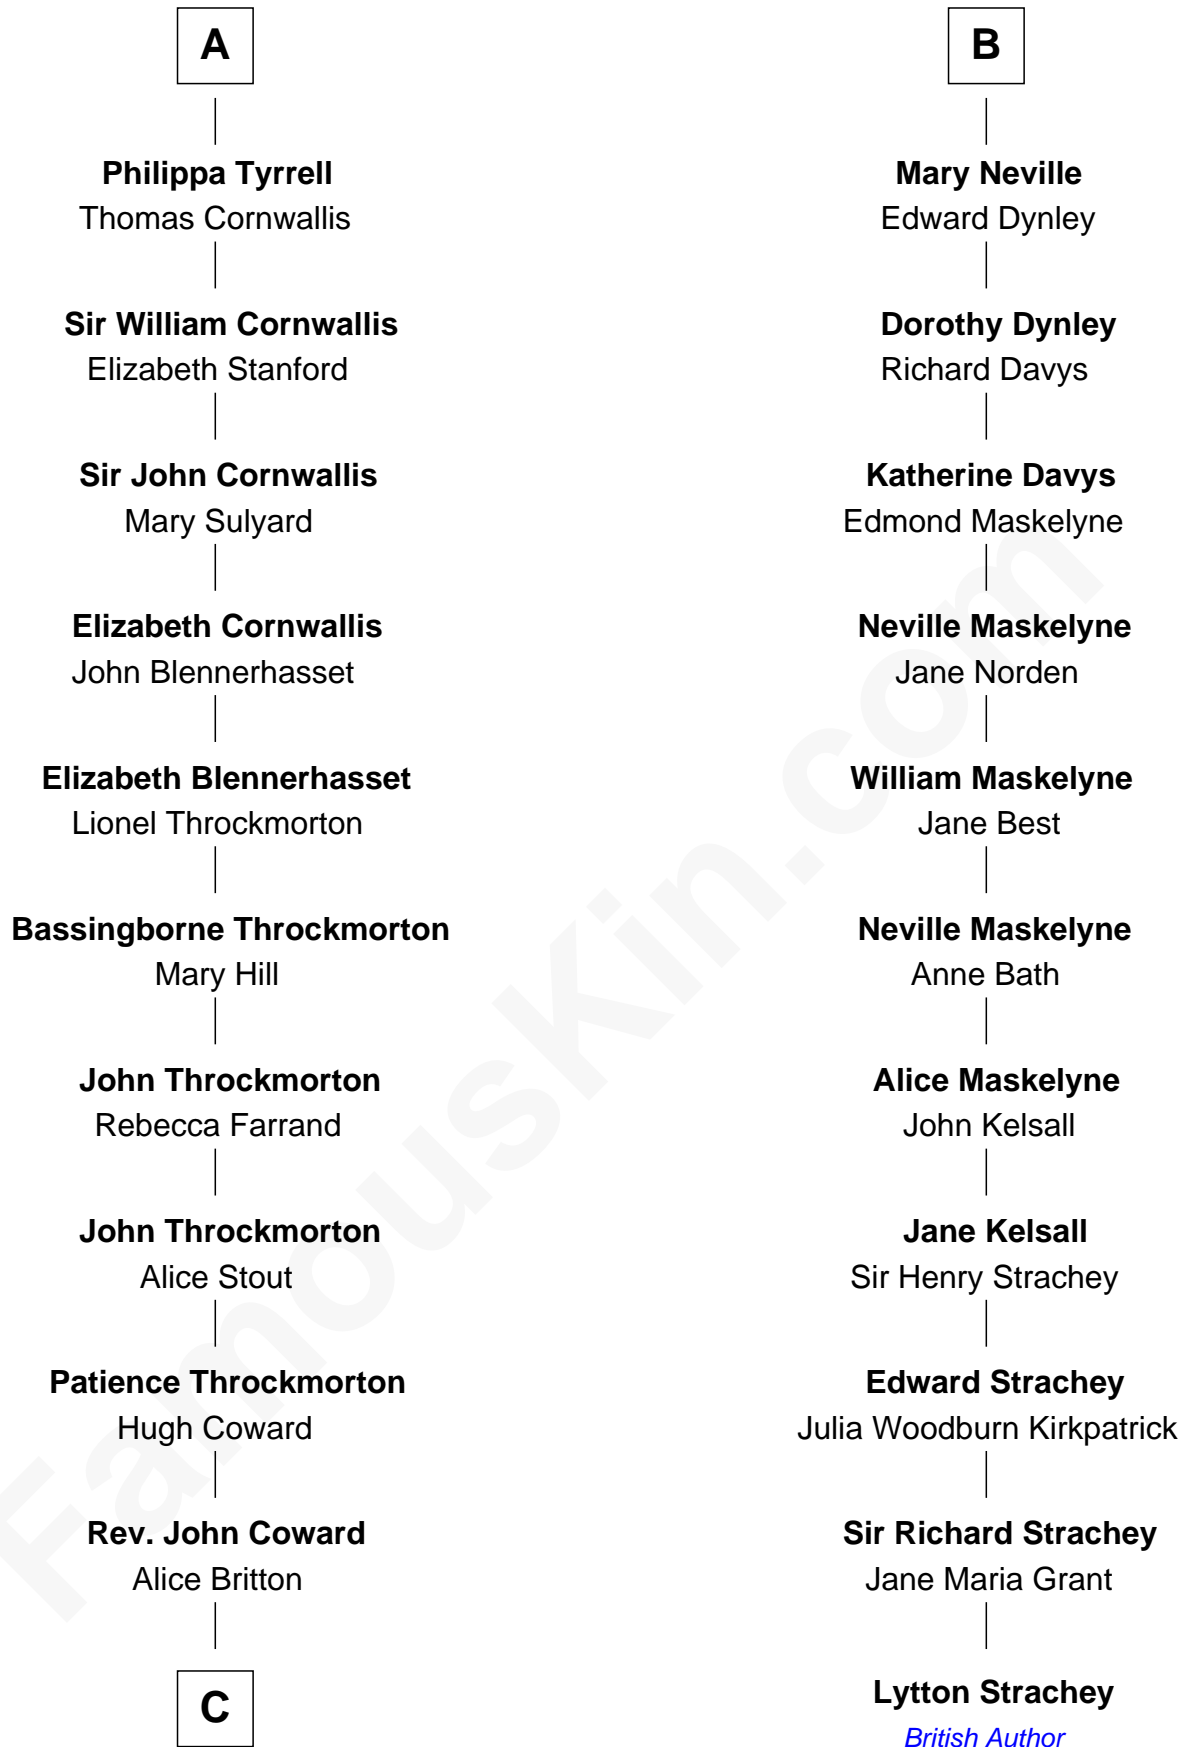 A
Philippa Tyrrell
Thomas Cornwallis
Sir William Cornwallis
Elizabeth Stanford
Sir John Cornwallis
Mary Sulyard
Elizabeth Cornwallis
John Blennerhasset
Elizabeth Blennerhasset
Lionel Throckmorton
Bassingborne Throckmorton
Mary Hill
John Throckmorton
Rebecca Farrand
John Throckmorton
Alice Stout
Patience Throckmorton
Hugh Coward
Rev. John Coward
Alice Britton
C
B
Mary Neville
Edward Dynley
Dorothy Dynley
Richard Davys
Katherine Davys
Edmond Maskelyne
Neville Maskelyne
Jane Norden
William Maskelyne
Jane Best
Neville Maskelyne
Anne Bath
Alice Maskelyne
John Kelsall
Jane Kelsall
Sir Henry Strachey
Edward Strachey
Julia Woodburn Kirkpatrick
Sir Richard Strachey
Jane Maria Grant
Lytton Strachey
British Author
FamousKin.com